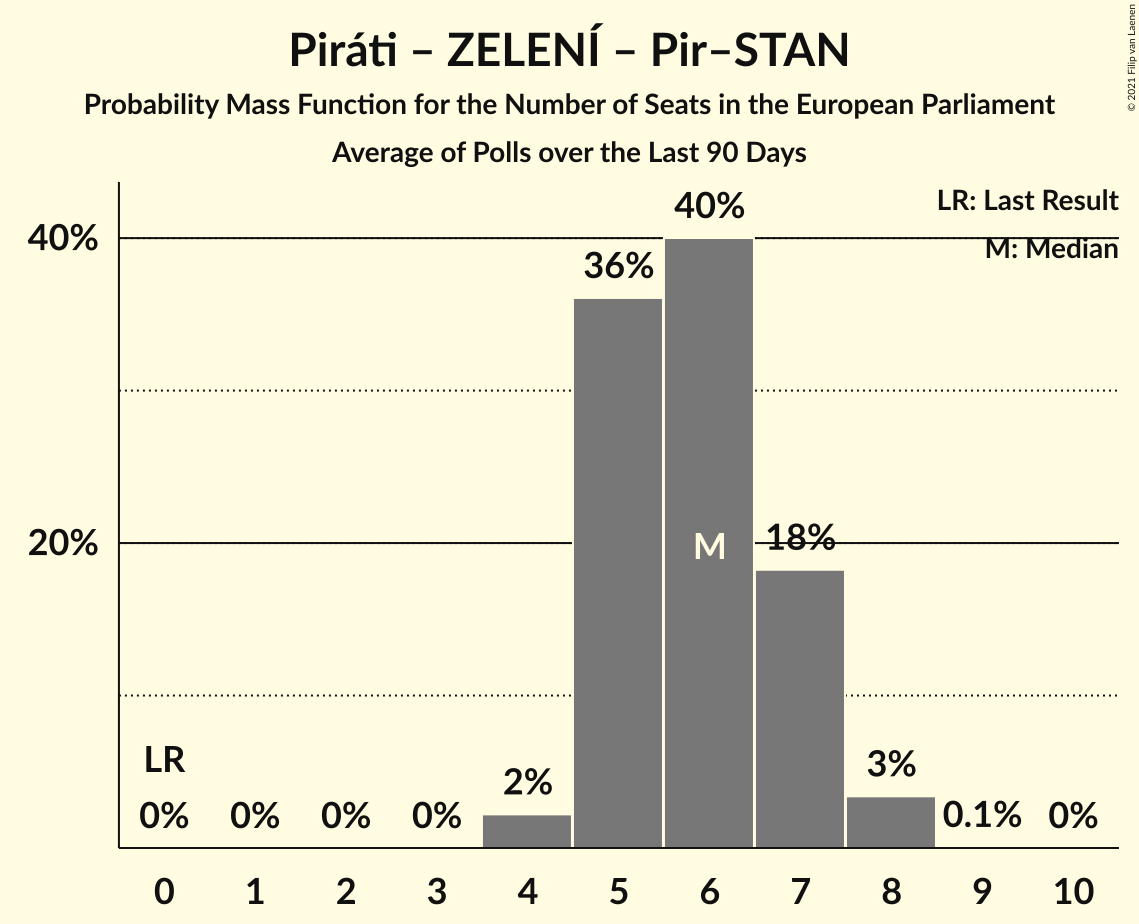 Piráti – ZELENÍ – Pir–STAN
Probability Mass Function for the Number of Seats in the European Parliament
Average of Polls over the Last 90 Days
© 2021 Filip van Laenen
LR: Last Result
M: Median
40%
20%
LR
0%
0%
0%
0%
2%
36%
40%
M
18%
3%
0.1%
0%
0 1 2 3 4 5 6 7 8 9 10